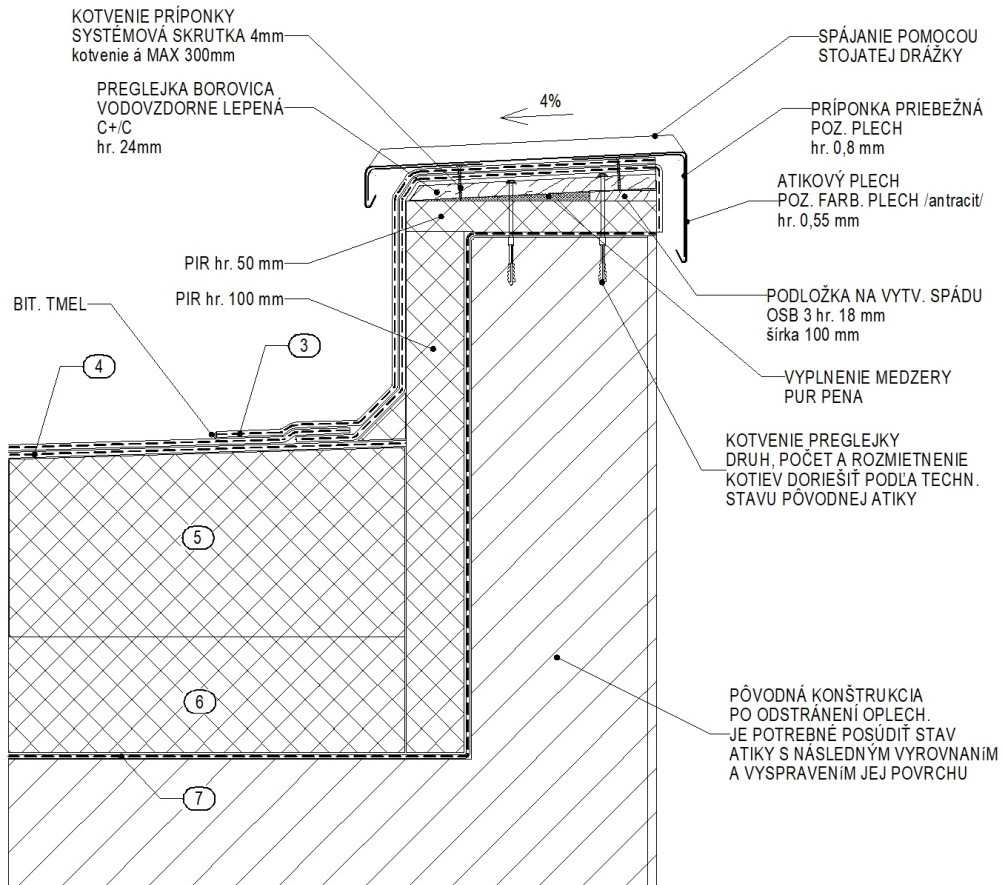 KOTVENIE PRÍPONKY
SYSTÉMOVÁ SKRUTKA 4mm
kotvenie á MAX 300mm
PREGLEJKA BOROVICA
VODOVZDORNE LEPENÁ
C+/C
hr. 24mm
4%
SPÁJANIE POMOCOU
STOJATEJ DRÁŽKY
PRÍPONKA PRIEBEŽNÁ
POZ. PLECH
hr. 0,8 mm
ATIKOVÝ PLECH
POZ. FARB. PLECH /antracit/
hr. 0,55 mm
PIR hr. 50 mm
PIR hr. 100 mm
BIT. TMEL
PODLOŽKA NA VYTV. SPÁDU
OSB 3 hr. 18 mm
šírka 100 mm
3
4
VYPLNENIE MEDZERY
PUR PENA
KOTVENIE PREGLEJKY
DRUH, POČET A ROZMIETNENIE
KOTIEV DORIEŠIŤ PODĽA TECHN.
STAVU PÔVODNEJ ATIKY
5
6
7
PÔVODNÁ KONŠTRUKCIA
PO ODSTRÁNENÍ OPLECH.
JE POTREBNÉ POSÚDIŤ STAV
ATIKY S NÁSLEDNÝM VYROVNANíM
A VYSPRAVENíM JEJ POVRCHU